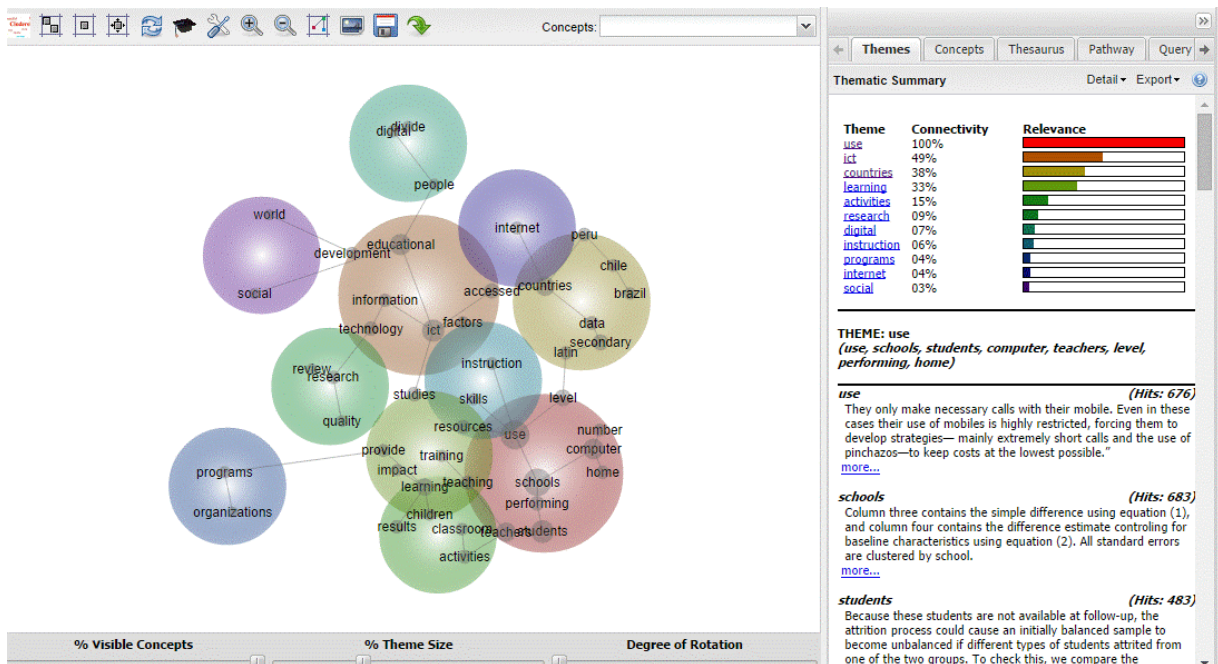 Cinderel
Concepts:
divide
digital
people
world
internet
educational
development
peru
chile
countries
accessed
brazil
social
information
factors
data
technology
ict
secondary
latin
instruction
review
research
studies
level
skills
quality
resources
use
number
provide
training
computer
programs
impact
teaching
schools
home
learning
performing
organizations
children
results
classroom
teachers
students
activities
% Visible Concepts
% Theme Size
Degree of Rotation
Themes
Concepts
Thesaurus
Pathway
Query
Thematic Summary
Detail
Export
Theme Connectivity Relevance
use 100%
ict 49%
countries 38%
learning 33%
activities 15%
research 09%
digital 07%
instruction 06%
programs 04%
internet 04%
social 03%
THEME: use
(use, schools, students, computer, teachers, level,
performing, home)
use (Hits: 676)
They only make necessary calls with their mobile. Even in these
cases their use of mobiles is highly restricted, forcing them to
develop strategies— mainly extremely short calls and the use of
pinchazos—to keep costs at the lowest possible.”
more...
schools (Hits: 683)
Column three contains the simple difference using equation (1),
and column four contains the difference estimate controling for
baseline characteristics using equation (2). All standard errors
are clustered by school.
more...
students (Hits: 483)
Because these students are not available at follow-up, the
attrition process could cause an initially balanced sample to
become unbalanced if different types of students attrited from
one of the two groups. To check this, we compare the